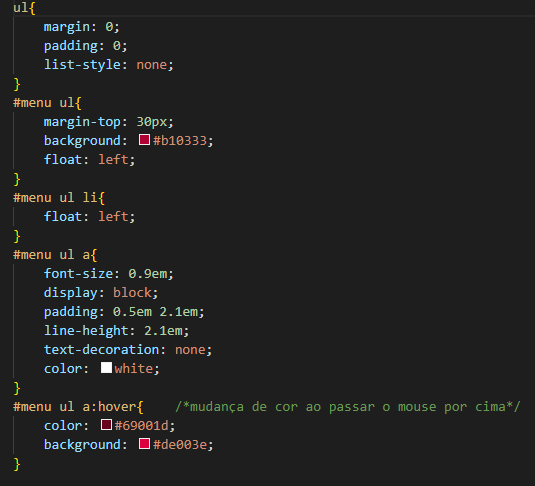 ul{
    margin: 0;
    padding: 0;
    list-style: none;
}
#menu ul{
    margin-top: 30px;
    background: #b10333;
    float: left;
}
#menu ul li{
    float: left;
}
#menu ul a{
    font-size: 0.9em;
    display: block;
    padding: 0.5em 2.1em;
    line-height: 2.1em;
    text-decoration: none;
    color: white;
}
#menu ul a:hover{    /*mudança de cor ao passar o mouse por cima*/
    color: #69001d;
    background: #de003e;
}